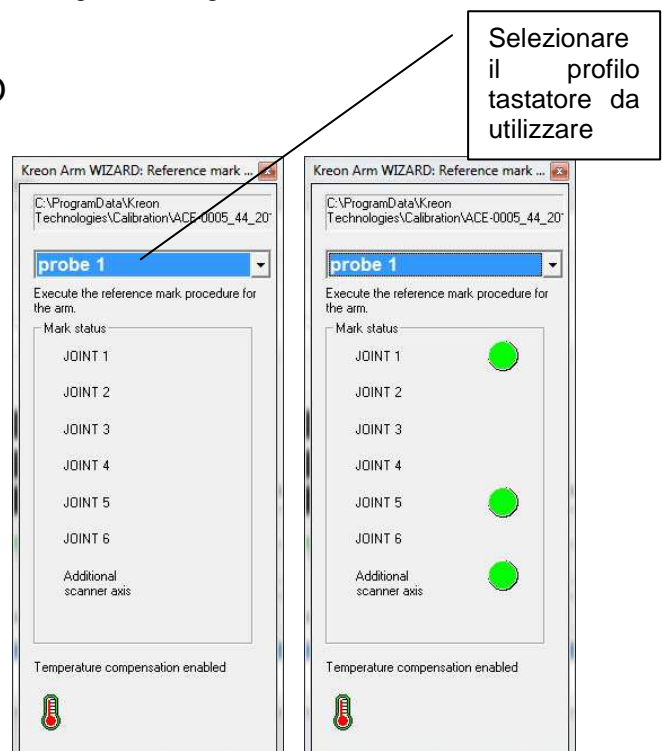 Selezionare
il profilo
tastatore da
utilizzare
Kreon Arm WIZARD: Reference mark ...
C:\ProgramData\Kreon
Technologies\Calibration\ACE-0005_44_20
probe 1
Execute the reference mark procedure for
the arm.
Mark status
JOINT 1
JOINT 2
JOINT 3
JOINT 4
JOINT 5
JOINT 6
Additional
scanner axis
Temperature compensation enabled
Kreon Arm WIZARD: Reference mark ...
C:\ProgramData\Kreon
Technologies\Calibration\ACE-0005_44_20
probe 1
Execute the reference mark procedure for
the arm.
Mark status
JOINT 1
JOINT 2
JOINT 3
JOINT 4
JOINT 5
JOINT 6
Additional
scanner axis
Temperature compensation enabled